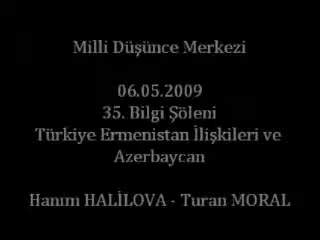 Milli Düşünce Merkezi
06.05.2009
35. Bilgi Şöleni
Türkiye Ermenistan İlişkileri ve
Azerbaycan
Hanım HALİLOVA - Turan MORAL